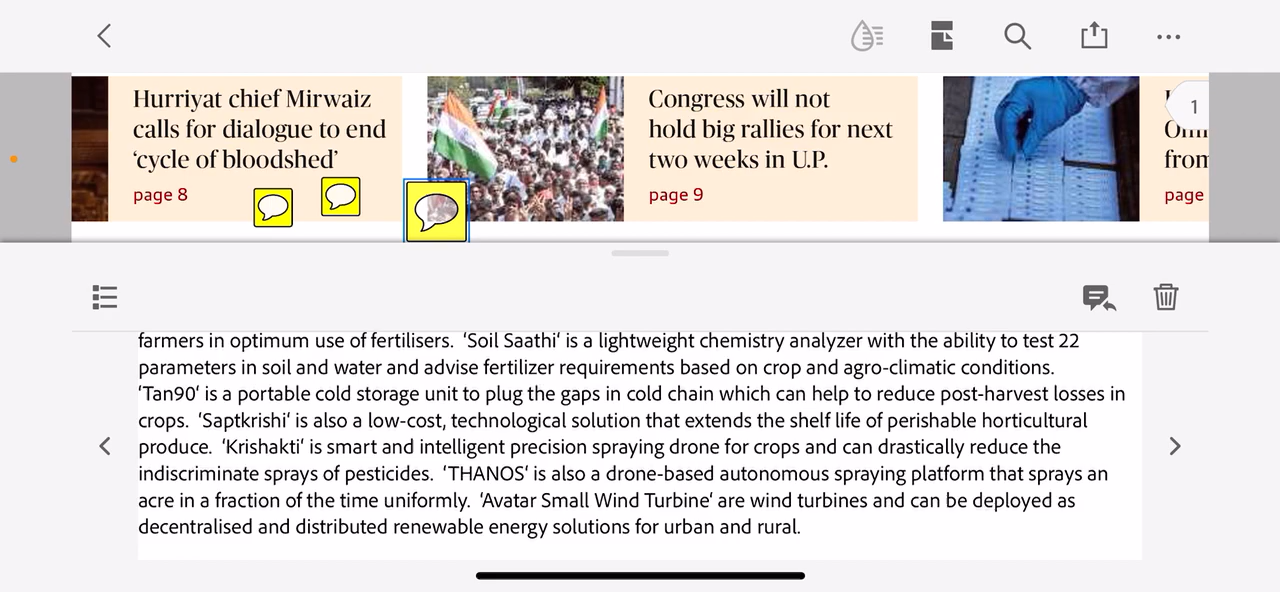 Hurriyat chief Mirwaiz
calls for dialogue to end
‘cycle of bloodshed’
page 8
Congress will not
hold big rallies for next
two weeks in U.P.
page 9
1
from
page
farmers in optimum use of fertilisers. ‘Soil Saathi‘ is a lightweight chemistry analyzer with the ability to test 22
parameters in soil and water and advise fertilizer requirements based on crop and agro-climatic conditions.
‘Tan90‘ is a portable cold storage unit to plug the gaps in cold chain which can help to reduce post-harvest losses in
crops. ‘Saptkrishi‘ is also a low-cost, technological solution that extends the shelf life of perishable horticultural
produce. ‘Krishakti‘ is smart and intelligent precision spraying drone for crops and can drastically reduce the
indiscriminate sprays of pesticides. ‘THANOS‘ is also a drone-based autonomous spraying platform that sprays an
acre in a fraction of the time uniformly. ‘Avatar Small Wind Turbine‘ are wind turbines and can be deployed as
decentralised and distributed renewable energy solutions for urban and rural.